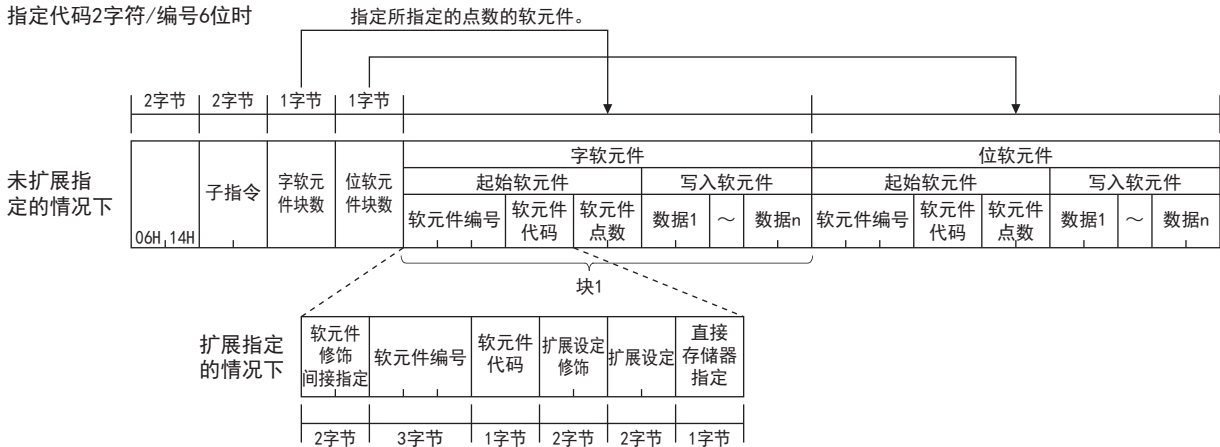 指定代码2字符/编号6位时
指定所指定的点数的软元件。
2字节 2字节 1字节 1字节
未扩展指
定的情况下
06H 14H
子指令
字软元
件块数
位软元
件块数
字软元件
位软元件
起始软元件
写入软元件
起始软元件
写入软元件
软元件编号
软元件
代码
软元件
点数
数据1
～
数据n
软元件编号
软元件
代码
软元件
点数
数据1
～
数据n
块1
扩展指定
的情况下
软元件
修饰
间接指定
软元件编号
软元件
代码
扩展设定
修饰
扩展设定
直接
存储器
指定
2字节 3字节 1字节 2字节 2字节 1字节